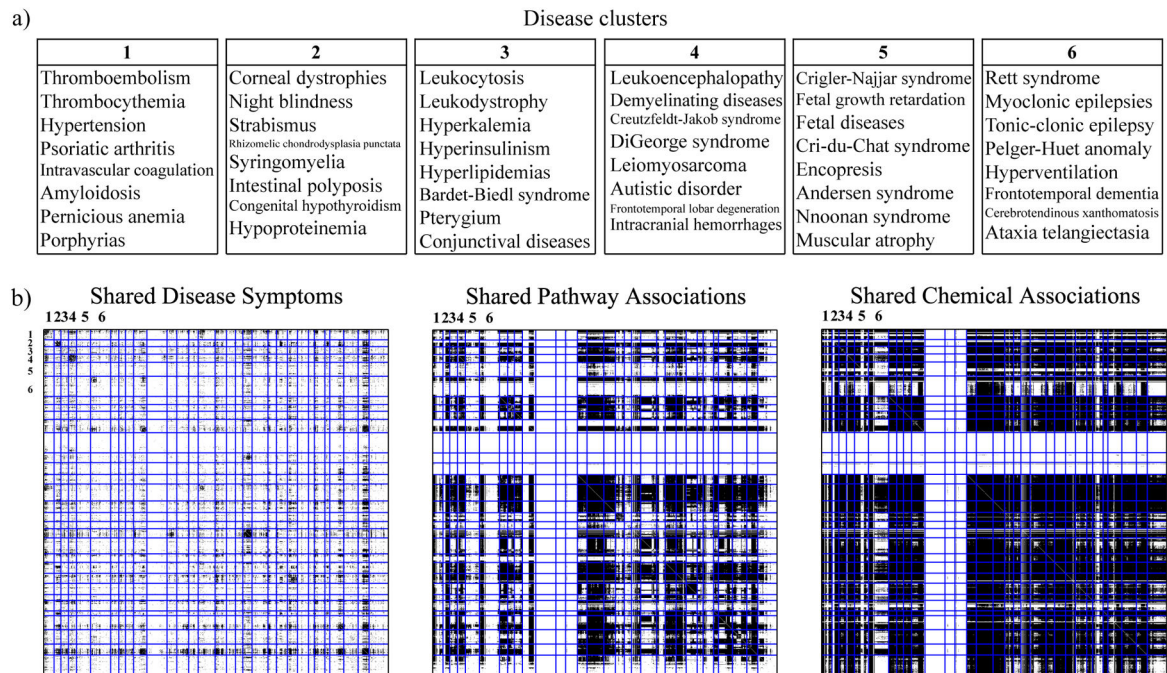 a)
Disease clusters
1 2 3 4 5 6
Thromboembolism
Thrombocythemia
Hypertension
Psoriatic arthritis
Intravascular coagulation
Amyloidosis
Pernicious anemia
Porphyrias
Corneal dystrophies
Night blindness
Strabismus
Rhizomelic chondrodysplasia punctata
Syringomyelia
Intestinal polyposis
Congenital hypothyroidism
Hypoproteinemia
Leukocytosis
Leukodystrophy
Hyperkalemia
Hyperinsulinism
Hyperlipidemias
Bardet-Biedl syndrome
Pterygium
Conjunctival diseases
Leukoencephalopathy
Demyelinating diseases
Creutzfeldt-Jakob syndrome
DiGeorge syndrome
Leiomyosarcoma
Autistic disorder
Frontotemporal lobar degeneration
Intracranial hemorrhages
Crigler-Najjar syndrome
Fetal growth retardation
Fetal diseases
Cri-du-Chat syndrome
Encopresis
Andersen syndrome
Nnoonan syndrome
Muscular atrophy
Rett syndrome
Myoclonic epilepsies
Tonic-clonic epilepsy
Pelger-Huet anomaly
Hyperventilation
Frontotemporal dementia
Cerebrotendinous xanthomatosis
Ataxia telangiectasia
b)
Shared Disease Symptoms
1234 5 6
1
2
3
4
5
6
Shared Pathway Associations
1234 5 6
Shared Chemical Associations
1234 5 6